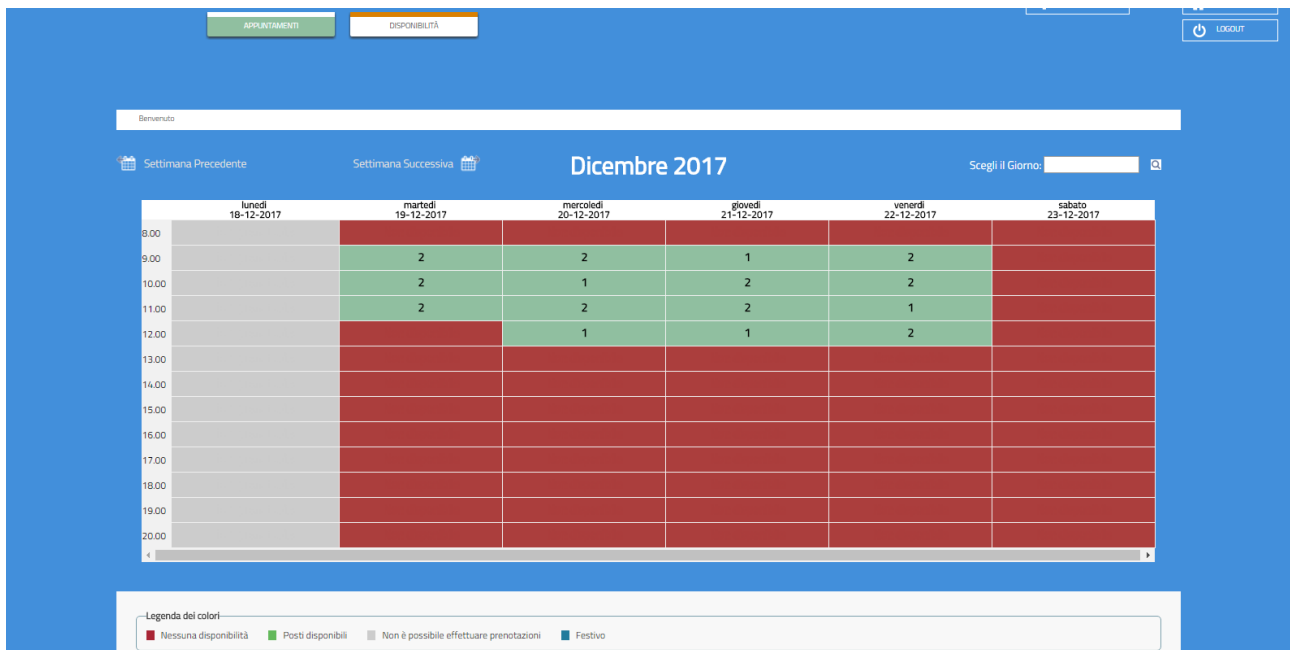 APPUNTAMENTI DISPONIBILITÀ
LOGOUT
Benvenuto
Settimana Precedente Settimana Successiva Dicembre 2017 Scegli il Giorno:
lunedì martedì mercoledì giovedì venerdì sabato
18-12-2017 19-12-2017 20-12-2017 21-12-2017 22-12-2017 23-12-2017
8.00
9.00 2 2 1 2
10.00 2 1 2 2
11.00 2 2 2 1
12.00 1 1 2
13.00
14.00
15.00
16.00
17.00
18.00
19.00
20.00
Legenda dei colori
Nessuna disponibilità Posti disponibili Non è possibile effettuare prenotazioni Festivo